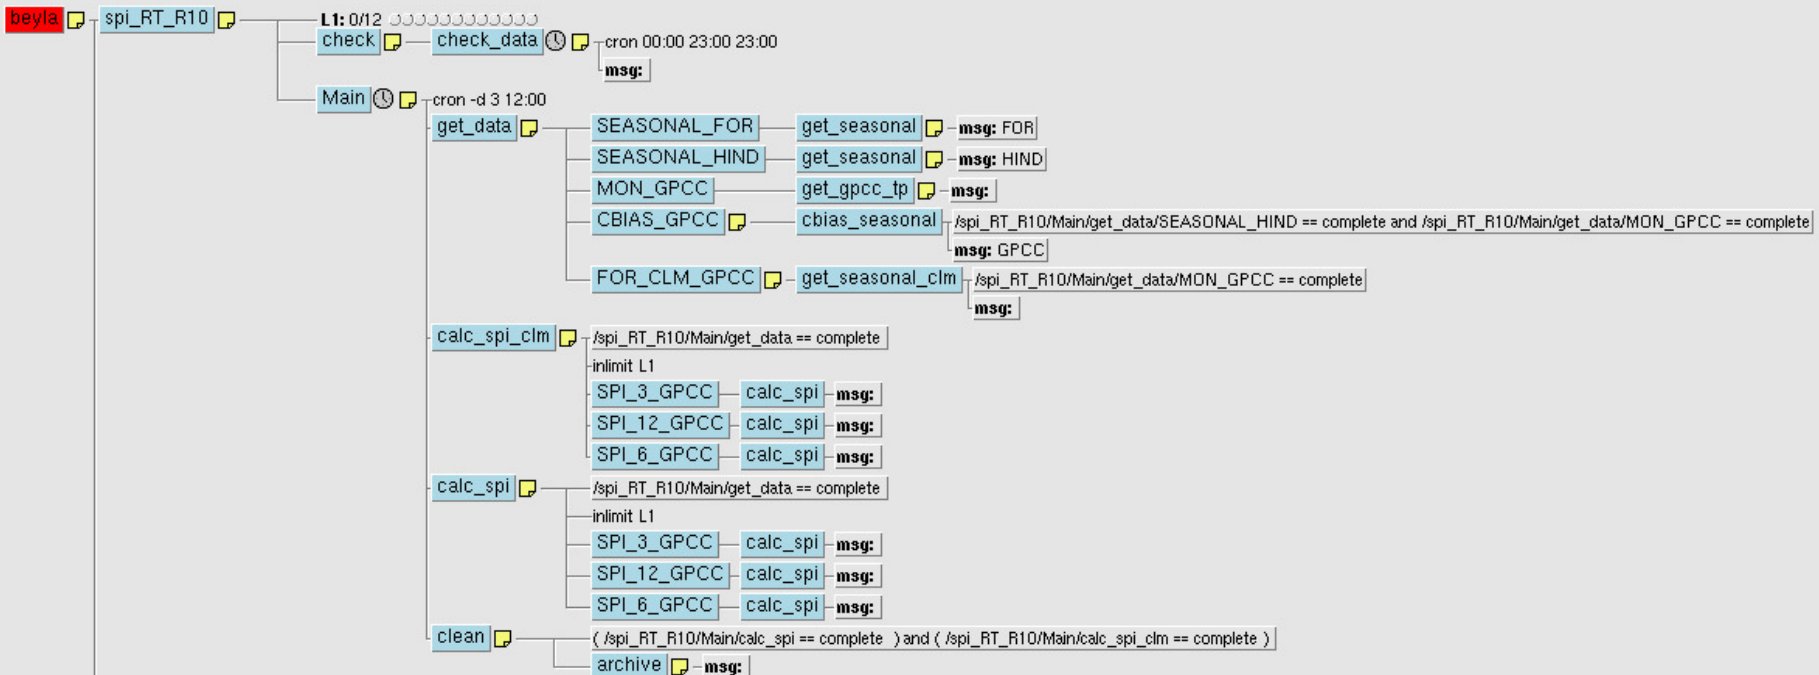 beyla spi_RT_R10 L1: 0/12
check check_data cron 00:00 23:00 23:00
msg:
Main cron -d 3 12:00
get_data SEASONAL_FOR get_seasonal msg: FOR
SEASONAL_HIND get_seasonal msg: HIND
MON_GPCC get_gpcc_tp msg:
CBIAS_GPCC cbias_seasonal /spi_RT_R10/Main/get_data/SEASONAL_HIND == complete and /spi_RT_R10/Main/get_data/MON_GPCC == complete
msg: GPCC
FOR_CLM_GPCC get_seasonal_clm /spi_RT_R10/Main/get_data/MON_GPCC == complete
msg:
calc_spi_clm /spi_RT_R10/Main/get_data == complete
inlimit L1
SPI_3_GPCC calc_spi msg:
SPI_12_GPCC calc_spi msg:
SPI_6_GPCC calc_spi msg:
calc_spi /spi_RT_R10/Main/get_data == complete
inlimit L1
SPI_3_GPCC calc_spi msg:
SPI_12_GPCC calc_spi msg:
SPI_6_GPCC calc_spi msg:
clean ( /spi_RT_R10/Main/calc_spi == complete ) and ( /spi_RT_R10/Main/calc_spi_clm == complete )
archive msg: